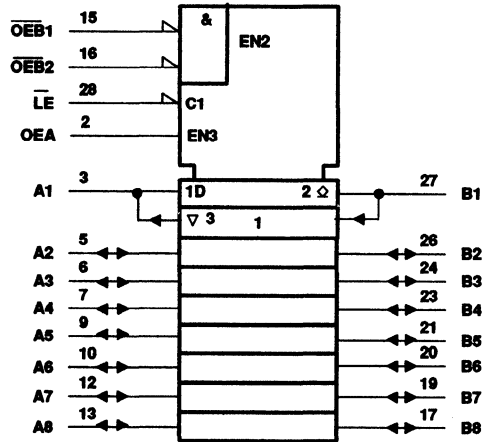 OEB1 15 & EN2
OEB2 16
LE 28 C1
OEA 2 EN3
A1 3 1D 2 ◇ 27 B1
▽ 3 1
A2 5 26 B2
A3 6 24 B3
A4 7 23 B4
A5 9 21 B5
A6 10 20 B6
A7 12 19 B7
A8 13 17 B8